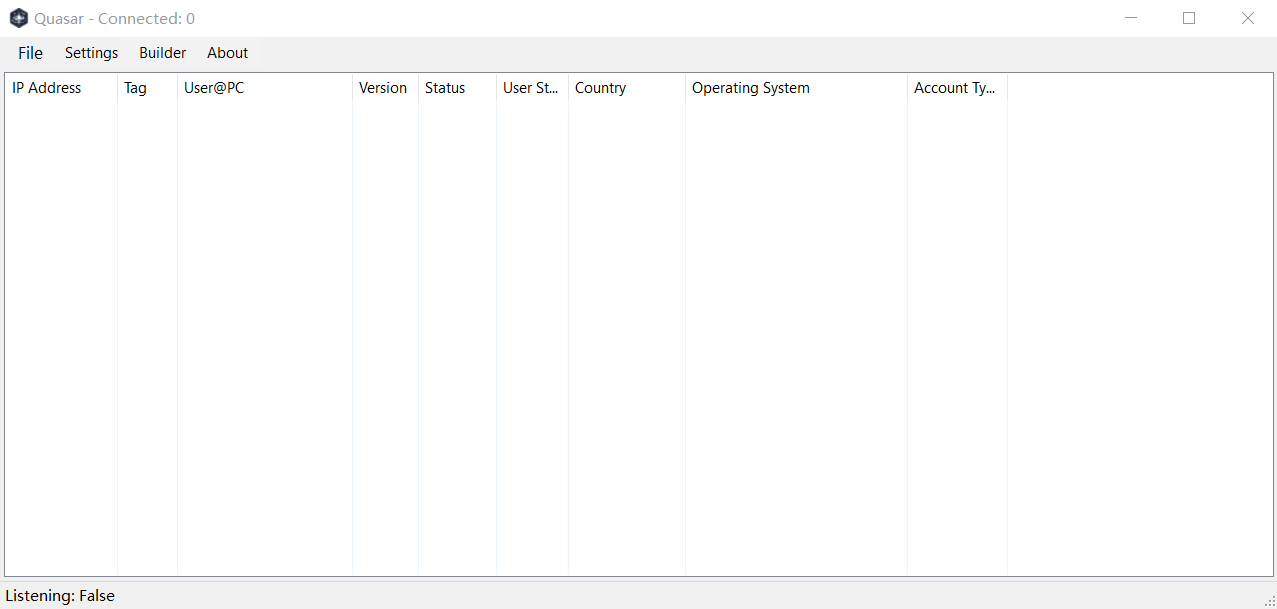 Quasar - Connected: 0
File Settings Builder About
IP Address Tag User@PC Version Status User St... Country Operating System Account Ty...
Listening: False